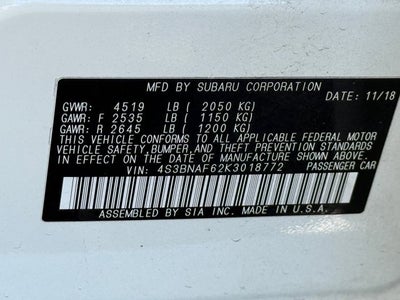 MFD BY SUBARU CORPORATION
DATE: 11/18
GVWR: 4519 LB ( 2050 KG)
GAWR: F 2535 LB ( 1150 KG)
GAWR: R 2645 LB ( 1200 KG)
THIS VEHICLE CONFORMS TO ALL APPLICABLE FEDERAL MOTOR
VEHICLE SAFETY,BUMPER,AND THEFT PREVENTION STANDARDS
IN EFFECT ON THE DATE OF MANUFACTURE SHOWN ABOVE.
VIN: 4S3BNAF62K3018772 PASSENGER CAR
ASSEMBLED BY SIA INC. MADE IN U.S.A.